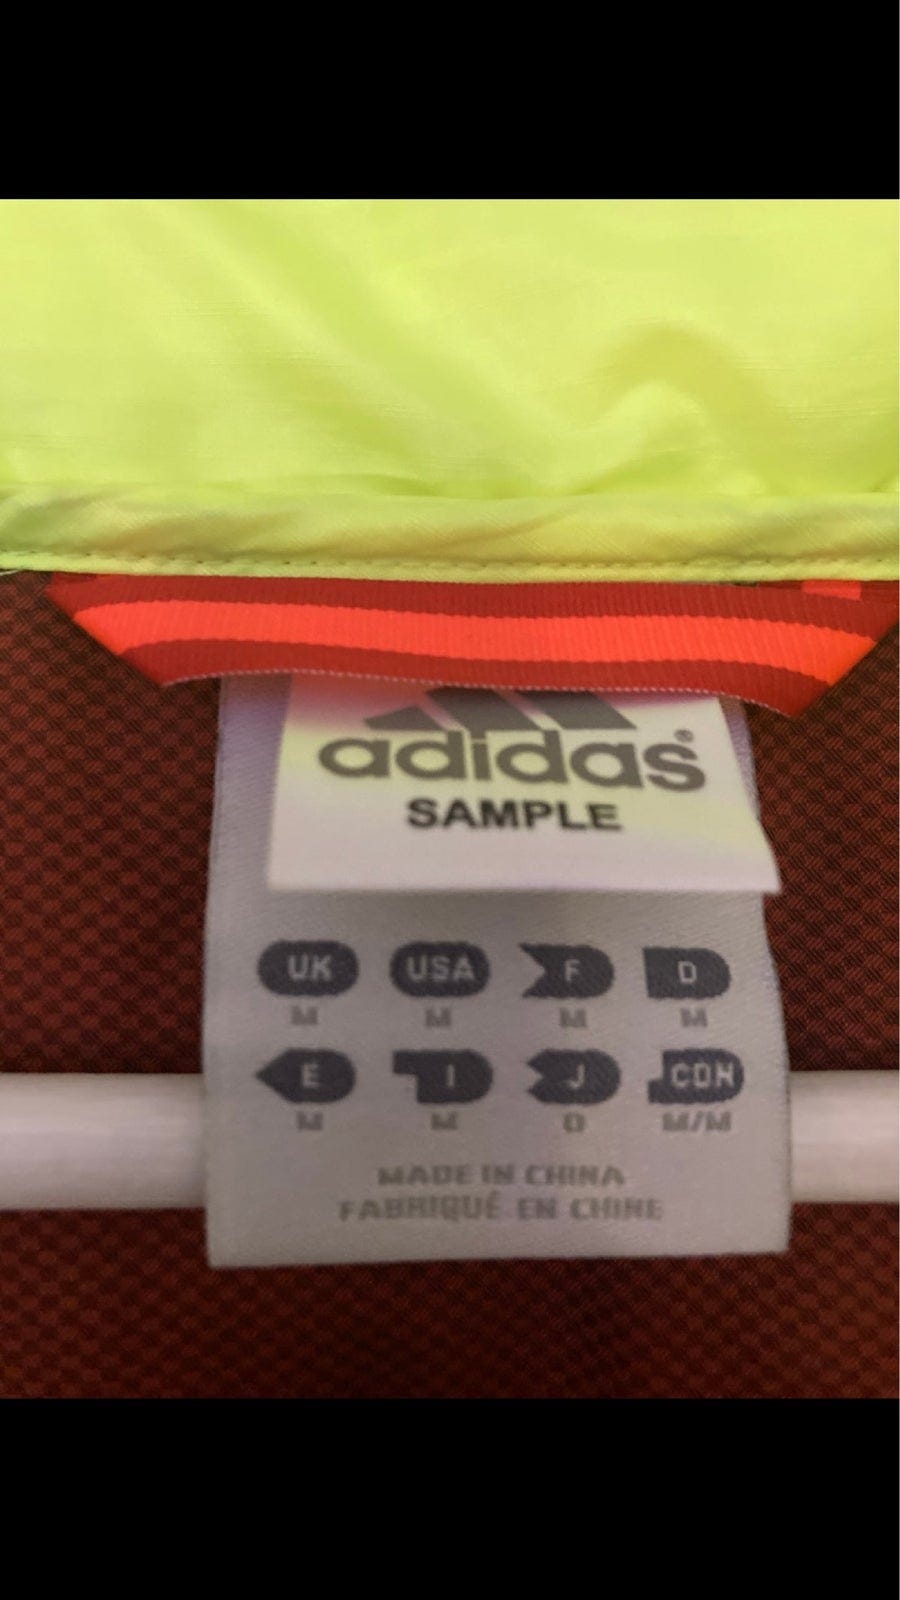 adidas®
SAMPLE
UK USA F D
M M M M
E I J CDN
M M O M/M
MADE IN CHINA
FABRIQUÉ EN CHINE